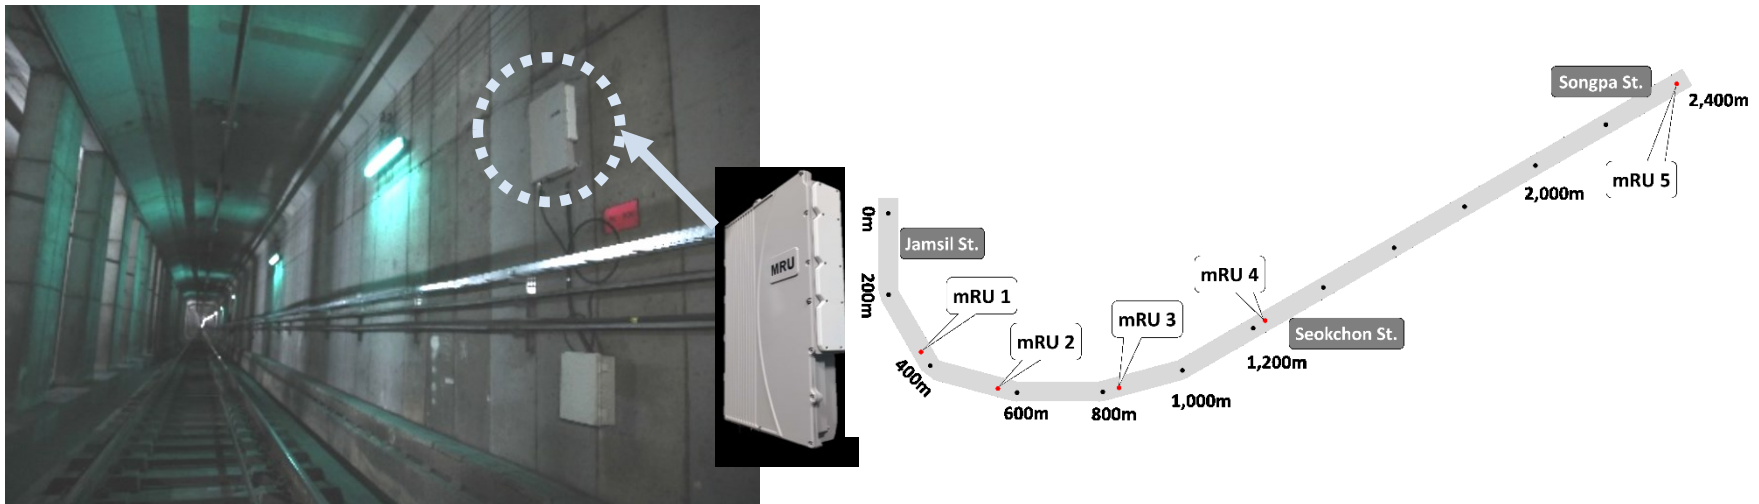 MRU
0m
Jamsil St.
200m
mRU 1
400m
mRU 2
600m
mRU 3
800m
1,000m
mRU 4
1,200m
Seokchon St.
2,000m
Songpa St.
mRU 5
2,400m